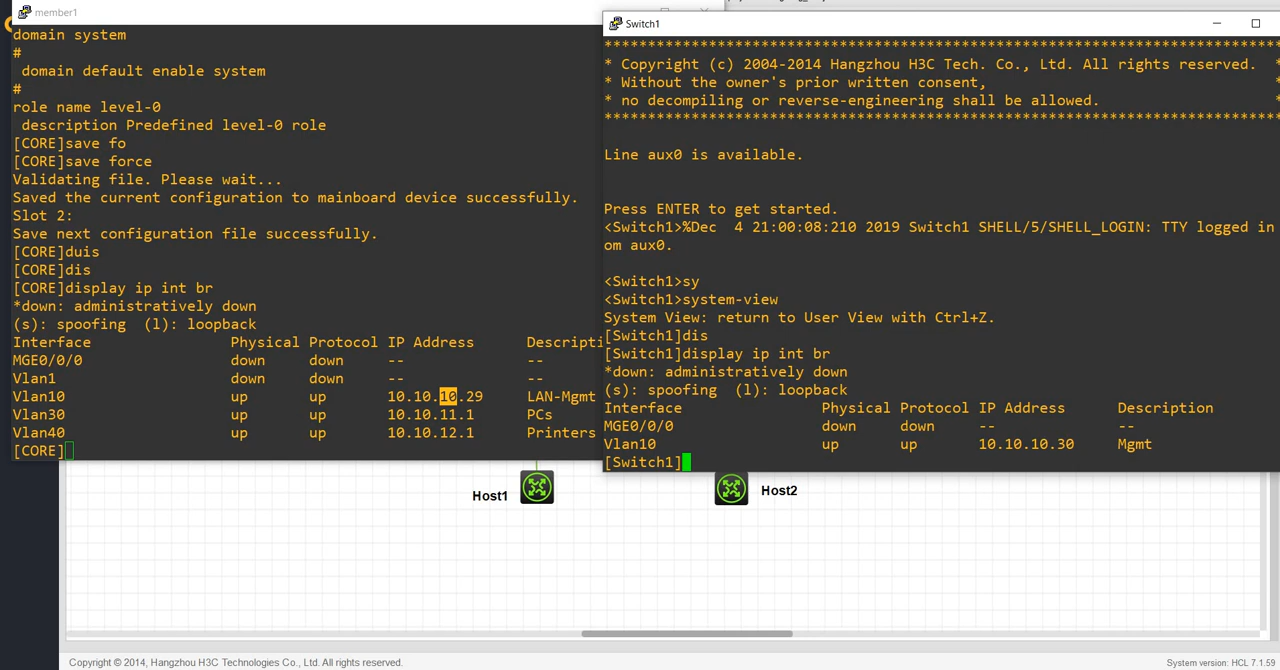 member1
domain system
#
domain default enable system
#
role name level-0
description Predefined level-0 role
[CORE]save fo
[CORE]save force
Validating file. Please wait...
Saved the current configuration to mainboard device successfully.
Slot 2:
Save next configuration file successfully.
[CORE]duis
[CORE]dis
[CORE]display ip int br
*down: administratively down
(s): spoofing  (l): loopback
Interface Physical Protocol IP Address Descripti
MGE0/0/0 down down -- --
Vlan1 down down -- --
Vlan10 up up 10.10.10.29 LAN-Mgmt
Vlan30 up up 10.10.11.1 PCs
Vlan40 up up 10.10.12.1 Printers
[CORE]
Switch1
******************************************************************************
* Copyright (c) 2004-2014 Hangzhou H3C Tech. Co., Ltd. All rights reserved. *
* Without the owner's prior written consent, *
* no decompiling or reverse-engineering shall be allowed. *
******************************************************************************
Line aux0 is available.
Press ENTER to get started.
<Switch1>%Dec  4 21:00:08:210 2019 Switch1 SHELL/5/SHELL_LOGIN: TTY logged in
om aux0.
<Switch1>sy
<Switch1>system-view
System View: return to User View with Ctrl+Z.
[Switch1]dis
[Switch1]display ip int br
*down: administratively down
(s): spoofing  (l): loopback
Interface Physical Protocol IP Address Description
MGE0/0/0 down down -- --
Vlan10 up up 10.10.10.30 Mgmt
[Switch1]
Host1
Host2
Copyright © 2014, Hangzhou H3C Technologies Co., Ltd. All rights reserved.
System version: HCL 7.1.59